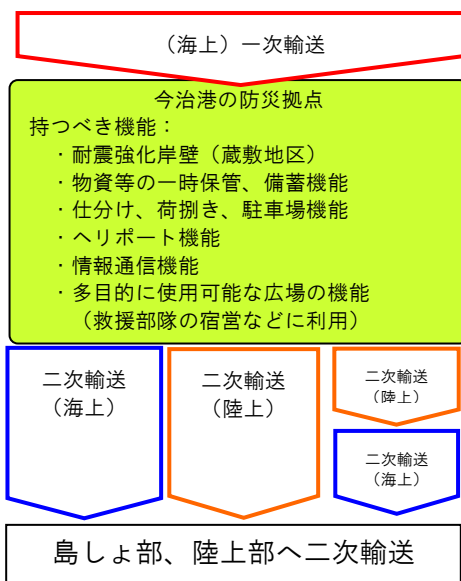 （海上）一次輸送
今治港の防災拠点
持つべき機能：
・耐震強化岸壁（蔵敷地区）
・物資等の一時保管、備蓄機能
・仕分け、荷捌き、駐車場機能
・ヘリポート機能
・情報通信機能
・多目的に使用可能な広場の機能
（救援部隊の宿営などに利用）
二次輸送
（海上）
二次輸送
（陸上）
二次輸送
（陸上）
二次輸送
（海上）
島しょ部、陸上部へ二次輸送